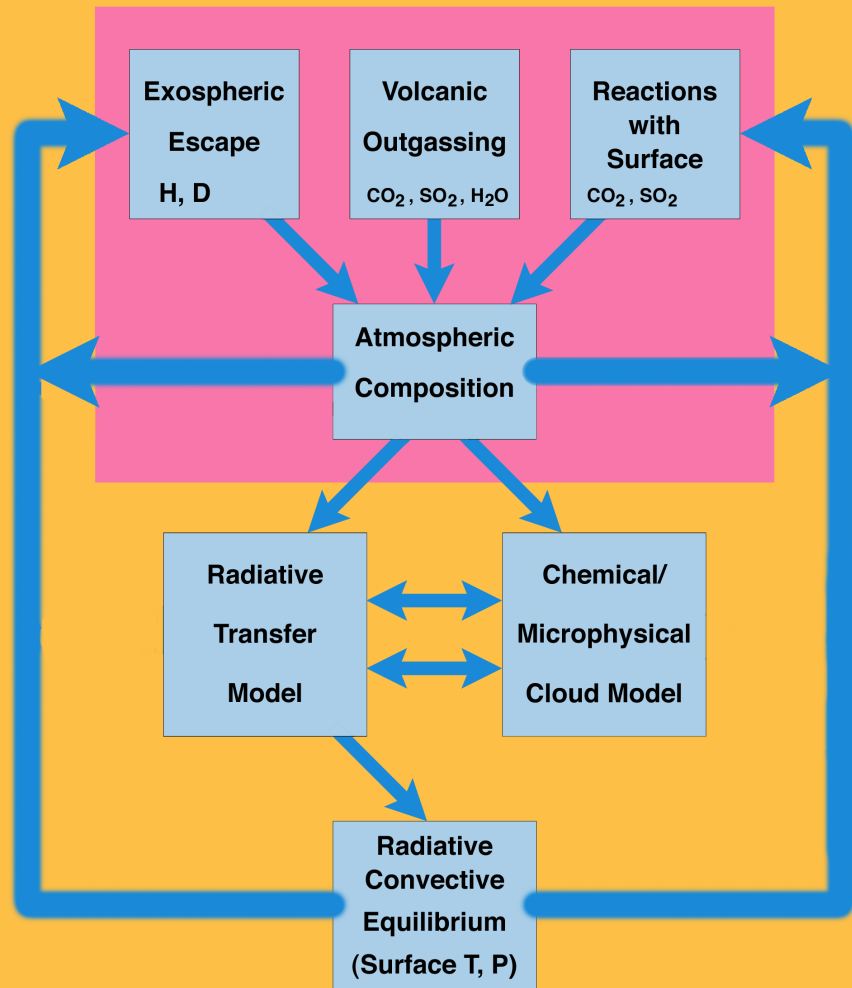 Exospheric
Escape
H, D
Volcanic
Outgassing
CO₂ , SO₂ , H₂O
Reactions
with
Surface
CO₂ , SO₂
Atmospheric
Composition
Radiative
Transfer
Model
Chemical/
Microphysical
Cloud Model
Radiative
Convective
Equilibrium
(Surface T, P)